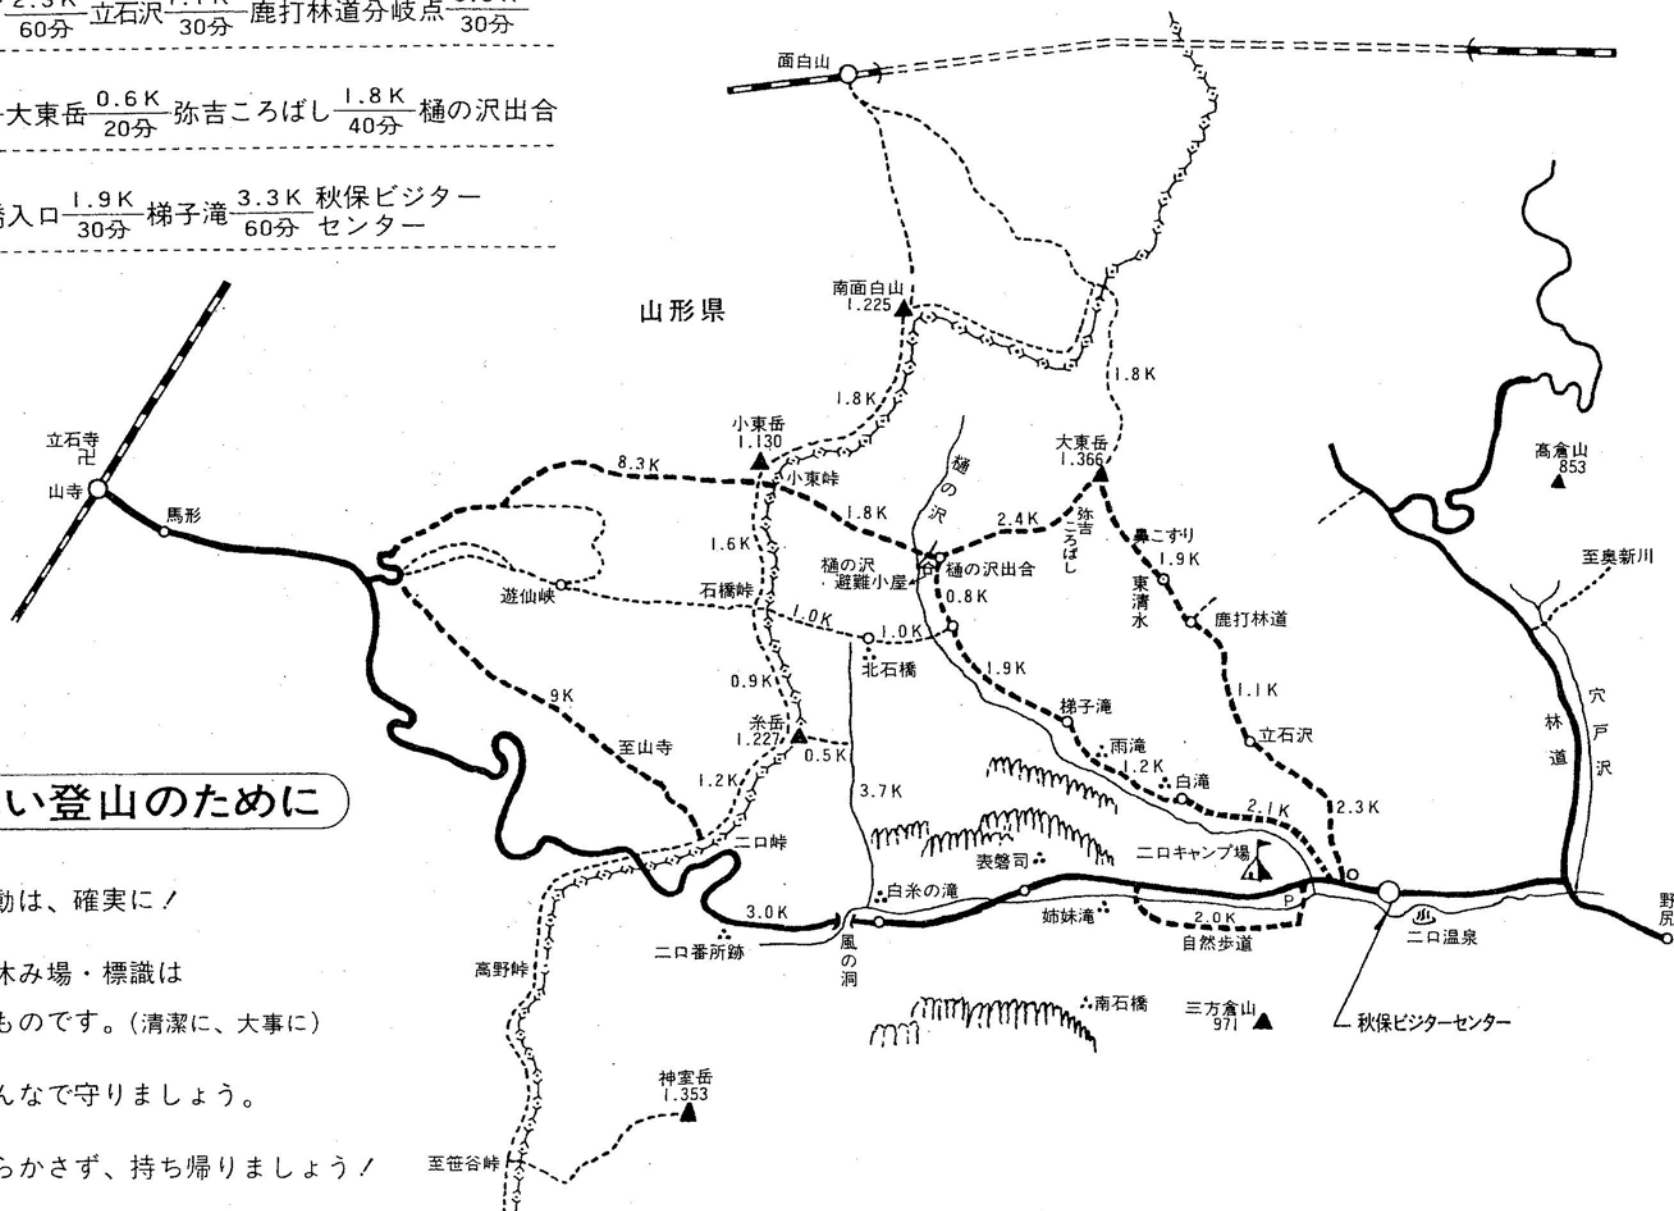 2.3K 立石沢 1.1K 鹿打林道分岐点
60分 30分 30分
大東岳 0.6K 弥吉ころばし 1.8K 樋の沢出合
20分 40分
入口 1.9K 梯子滝 3.3K 秋保ビジター
30分 60分 センター
面白山
山形県
南面白山
1.225
1.8K
1.8K
小東岳
1.130
小東峠
大東岳
1.366
高倉山
853
立石寺
卍
山寺
馬形
8.3K
1.8K
樋の沢
2.4K
弥吉ころばし
鼻こすり
1.9K
東清水
鹿打林道
至奥新川
1.6K
樋の沢
避難小屋
樋の沢出合
0.8K
遊仙峡
石橋峠
1.0K
1.0K
北石橋
1.9K
1.1K
0.9K
9K
至山寺
糸岳
1.227
0.5K
梯子滝
雨滝
1.2K
白滝
立石沢
林道
穴戸沢
い登山のために
1.2K
3.7K
2.1K
2.3K
二口峠
表磐司
二口キャンプ場
動は、確実に!
3.0K
白糸の滝
姉妹滝
P
2.0K
自然歩道
二口温泉
野尻
休み場・標識は
二口番所跡
風の洞
高野峠
ものです。(清潔に、大事に)
南石橋
三方倉山
971
秋保ビジターセンター
んなで守りましょう。
神室岳
1.353
らかさず、持ち帰りましょう!
至笹谷峠